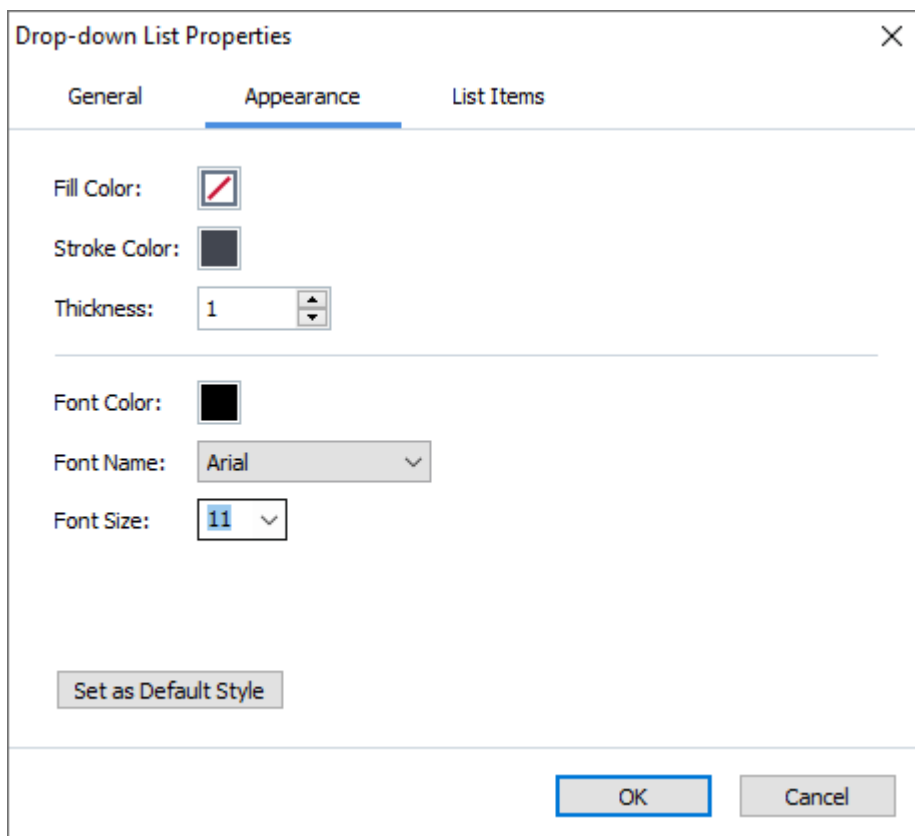 Drop-down List Properties
General Appearance List Items
Fill Color:
Stroke Color:
Thickness: 1
Font Color:
Font Name: Arial
Font Size: 11
Set as Default Style
OK Cancel